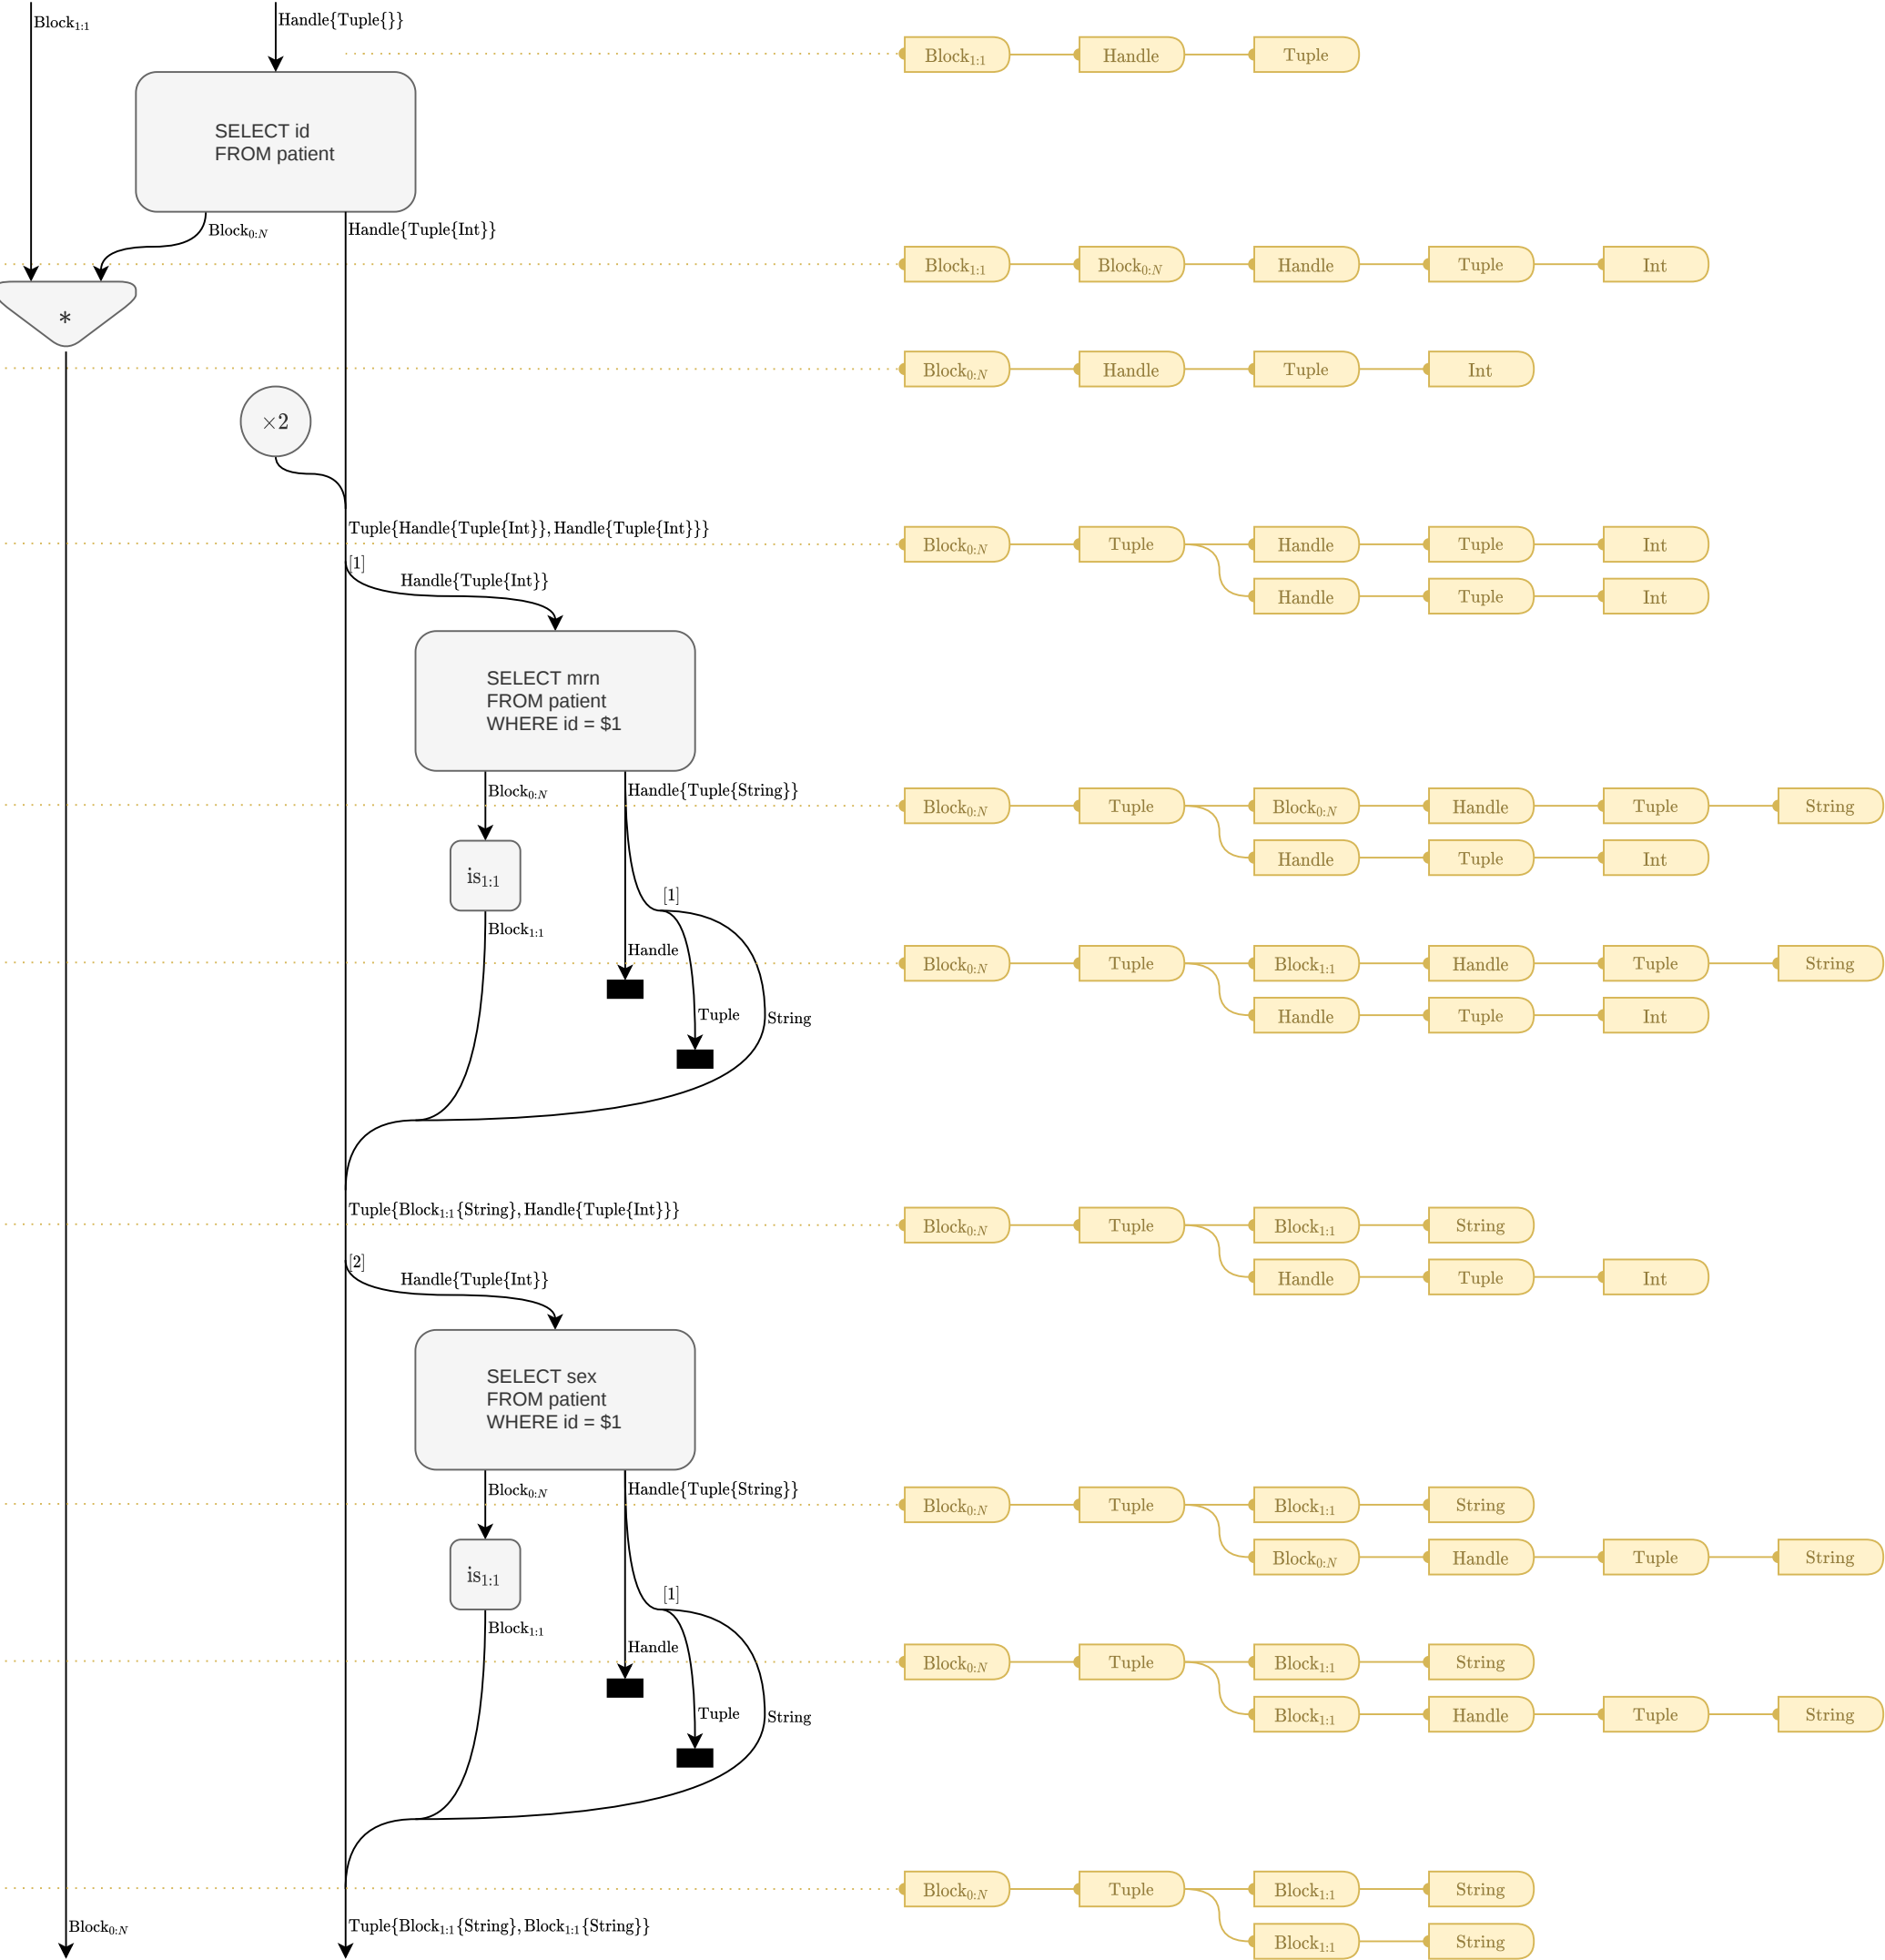 Block1:1
Handle{Tuple{}}
Block1:1 Handle Tuple
SELECT id
FROM patient
Block0:N
Handle{Tuple{Int}}
Block1:1 Block0:N Handle Tuple Int
*
Block0:N Handle Tuple Int
×2
Tuple{Handle{Tuple{Int}}, Handle{Tuple{Int}}}
Block0:N Tuple Handle Tuple Int
[1]
Handle{Tuple{Int}}
Handle Tuple Int
SELECT mrn
FROM patient
WHERE id = $1
Block0:N
Handle{Tuple{String}}
Block0:N Tuple Block0:N Handle Tuple String
Handle Tuple Int
is1:1
[1]
Block1:1
Handle
Block0:N Tuple Block1:1 Handle Tuple String
Handle Tuple Int
Tuple
String
Tuple{Block1:1{String}, Handle{Tuple{Int}}}
Block0:N Tuple Block1:1 String
[2]
Handle{Tuple{Int}}
Handle Tuple Int
SELECT sex
FROM patient
WHERE id = $1
Block0:N
Handle{Tuple{String}}
Block0:N Tuple Block1:1 String
Block0:N Handle Tuple String
is1:1
[1]
Block1:1
Handle
Block0:N Tuple Block1:1 String
Block1:1 Handle Tuple String
Tuple
String
Block0:N Tuple Block1:1 String
Block0:N
Tuple{Block1:1{String}, Block1:1{String}}
Block1:1 String